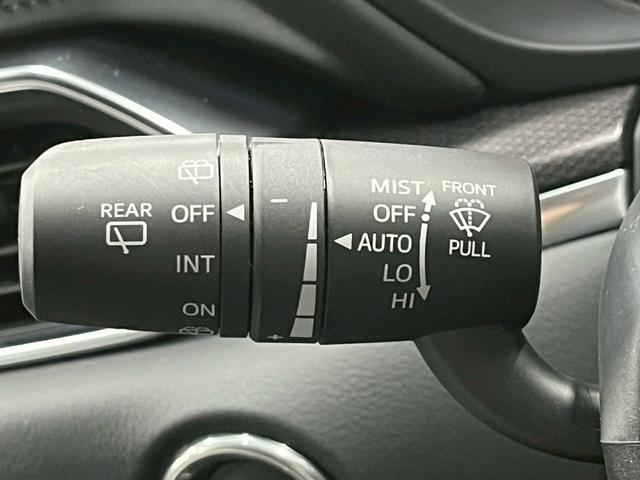 REAR
OFF
INT
ON
−
+
MIST
OFF
AUTO
LO
HI
FRONT
PULL